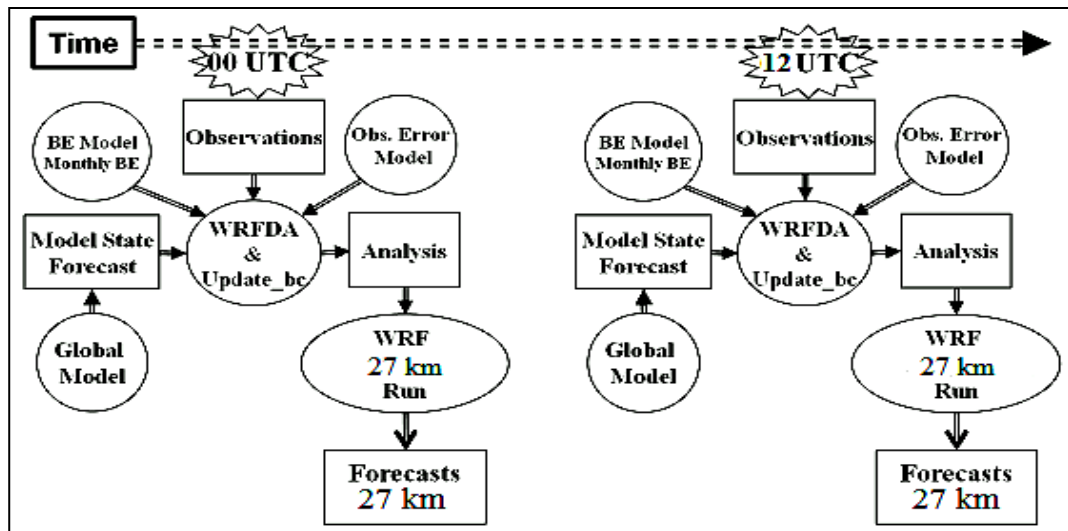 Time
00 UTC
BE Model
Monthly BE
Observations
Obs. Error
Model
Model State
Forecast
WRFDA
&
Update_bc
Analysis
Global
Model
WRF
27 km
Run
Forecasts
27 km
12 UTC
BE Model
Monthly BE
Observations
Obs. Error
Model
Model State
Forecast
WRFDA
&
Update_bc
Analysis
Global
Model
WRF
27 km
Run
Forecasts
27 km